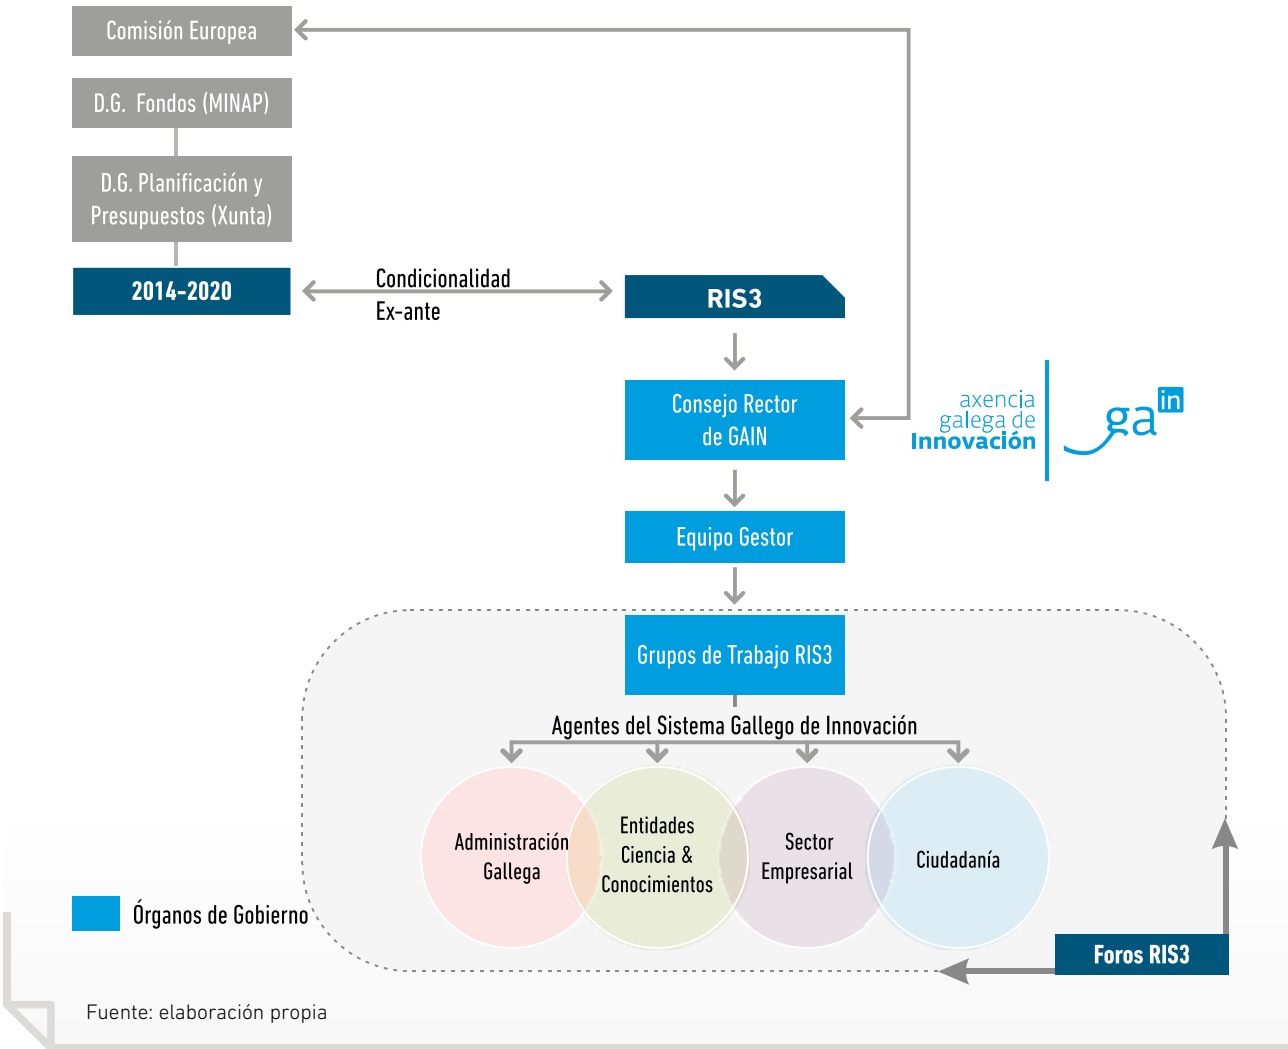 Comisión Europea
D.G. Fondos (MINAP)
D.G. Planificación y
Presupuestos (Xunta)
2014-2020
Condicionalidad
Ex-ante
RIS3
Consejo Rector
de GAIN
axencia
galega de
Innovación
ga in
Equipo Gestor
Grupos de Trabajo RIS3
Agentes del Sistema Gallego de Innovación
Administración
Gallega
Entidades
Ciencia &
Conocimientos
Sector
Empresarial
Ciudadanía
Órganos de Gobierno
Foros RIS3
Fuente: elaboración propia